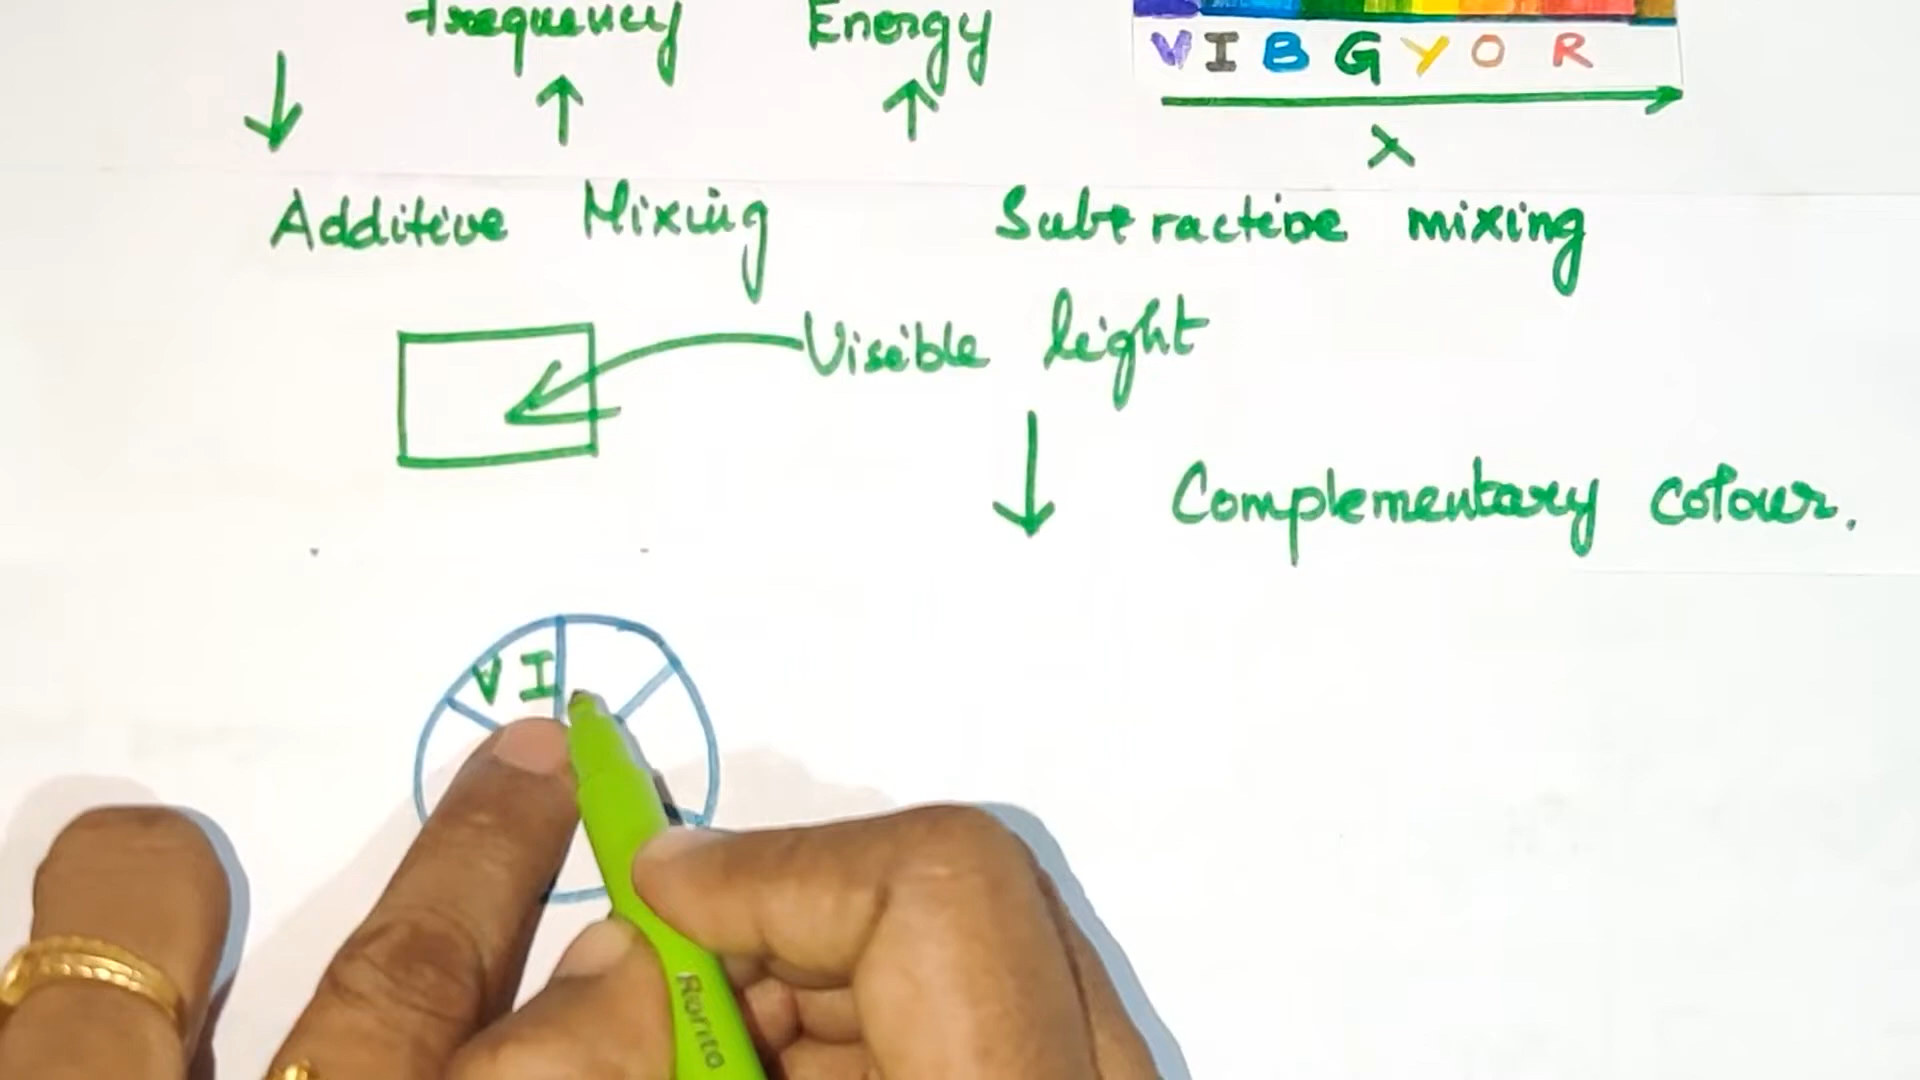 frequency Energy
V I B G Y O R
λ
Additive Mixing Subtractive mixing
Visible light
Complementary colour.
V I
Rorito